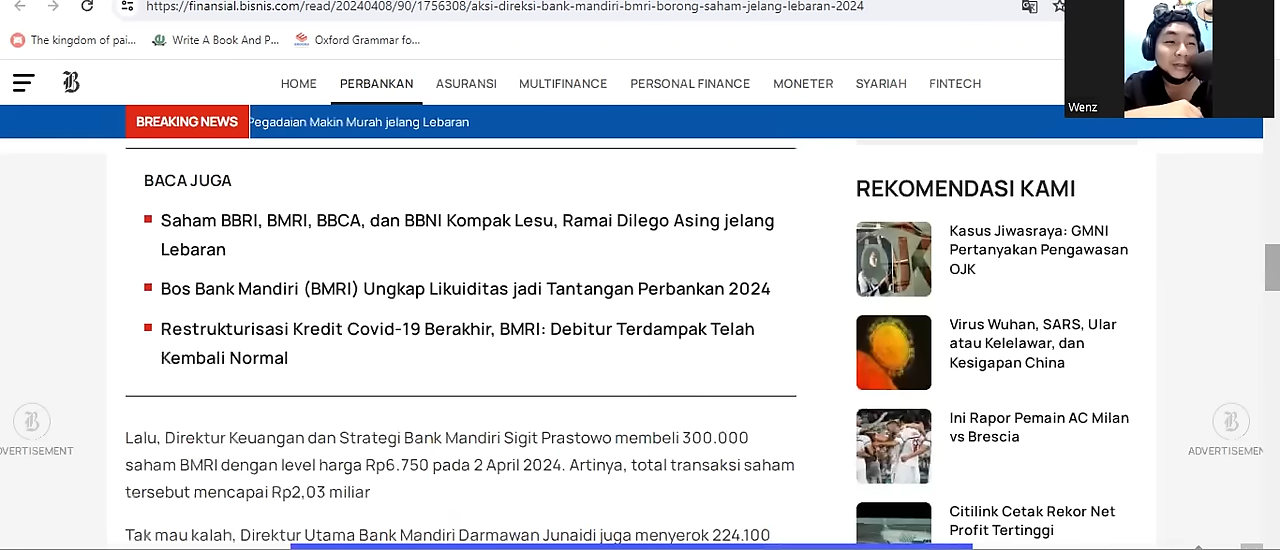 https://finansial.bisnis.com/read/20240408/90/1756308/aksi-direksi-bank-mandiri-bmri-borong-saham-jelang-lebaran-2024
The kingdom of pai...
Write A Book And P...
Oxford Grammar fo...
Wenz
HOME
PERBANKAN
ASURANSI
MULTIFINANCE
PERSONAL FINANCE
MONETER
SYARIAH
FINTECH
BREAKING NEWS
Pegadaian Makin Murah jelang Lebaran
BACA JUGA
Saham BBRI, BMRI, BBCA, dan BBNI Kompak Lesu, Ramai Dilego Asing jelang
Lebaran
Bos Bank Mandiri (BMRI) Ungkap Likuiditas jadi Tantangan Perbankan 2024
Restrukturisasi Kredit Covid-19 Berakhir, BMRI: Debitur Terdampak Telah
Kembali Normal
Lalu, Direktur Keuangan dan Strategi Bank Mandiri Sigit Prastowo membeli 300.000
saham BMRI dengan level harga Rp6.750 pada 2 April 2024. Artinya, total transaksi saham
tersebut mencapai Rp2,03 miliar
Tak mau kalah, Direktur Utama Bank Mandiri Darmawan Junaidi juga menyerok 224.100
REKOMENDASI KAMI
Kasus Jiwasraya: GMNI
Pertanyakan Pengawasan
OJK
Virus Wuhan, SARS, Ular
atau Kelelawar, dan
Kesigapan China
Ini Rapor Pemain AC Milan
vs Brescia
Citilink Cetak Rekor Net
Profit Tertinggi
VERTISEMENT
ADVERTISEMEN